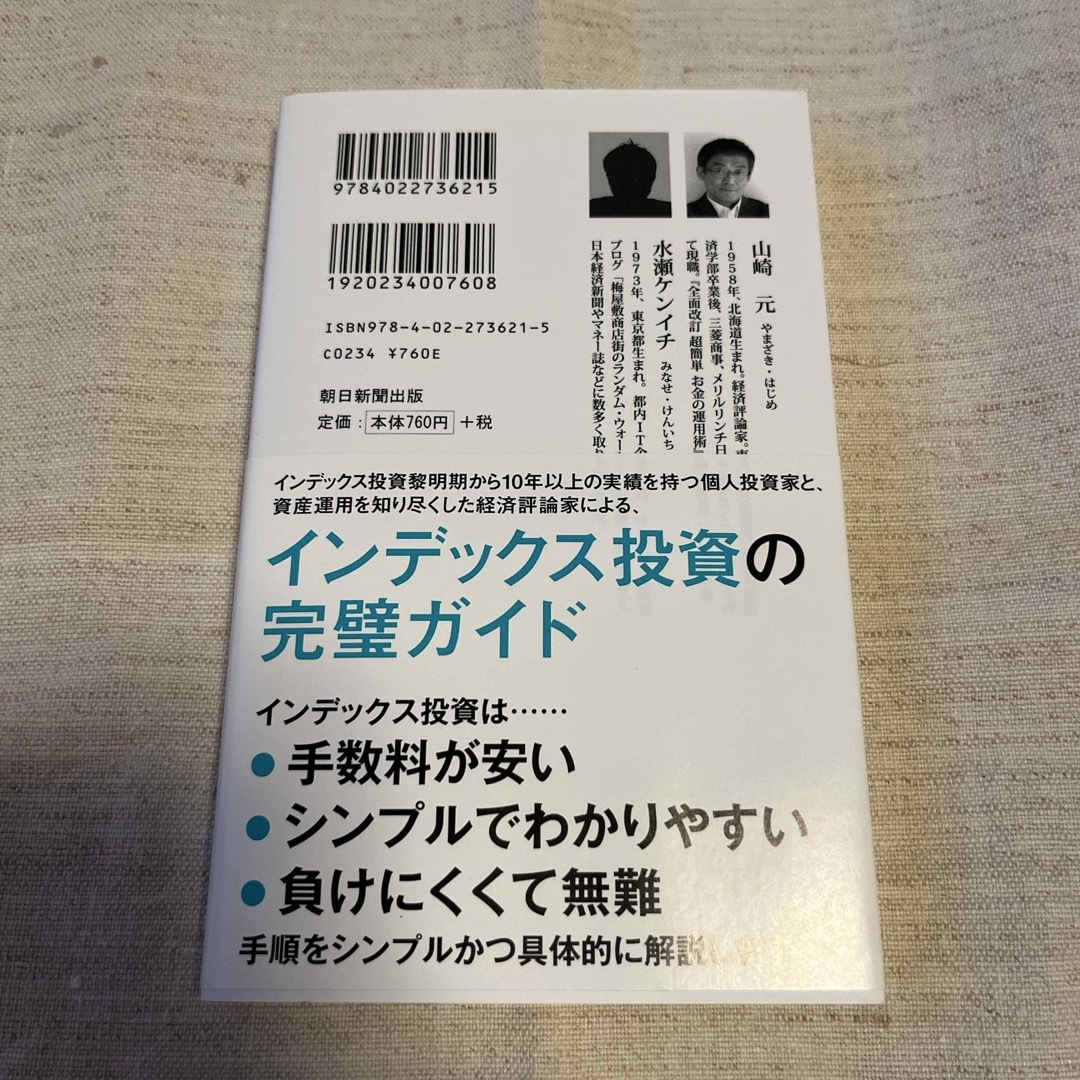 9784022736215
1920234007608
ISBN978-4-02-273621-5
C0234 ¥760E
朝日新聞出版
定価：本体760円＋税
山崎 元 やまざき・はじめ
1958年、北海道生まれ。経済評論家。東
済学部卒業後、三菱商事、メリルリンチ日
て現職。『全面改訂 超簡単 お金の運用術』
水瀬ケンイチ みなせ・けんいち
1973年、東京都生まれ。都内IT企
ブログ「梅屋敷商店街のランダム・ウォー
日本経済新聞やマネー誌などに数多く取り
インデックス投資黎明期から10年以上の実績を持つ個人投資家と、
資産運用を知り尽くした経済評論家による、
インデックス投資の
完璧ガイド
インデックス投資は……
● 手数料が安い
● シンプルでわかりやすい
● 負けにくくて無難
手順をシンプルかつ具体的に解説し